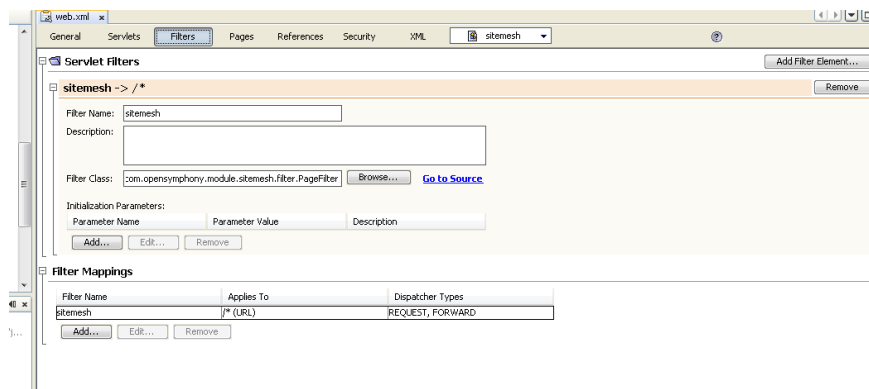 web.xml
General Servlets Filters Pages References Security XML sitemesh
Servlet Filters Add Filter Element...
sitemesh -> /* Remove
Filter Name: sitemesh
Description:
Filter Class: com.opensymphony.module.sitemesh.filter.PageFilter Browse... Go to Source
Initialization Parameters:
Parameter Name Parameter Value Description
Add... Edit... Remove
Filter Mappings
Filter Name Applies To Dispatcher Types
sitemesh /* (URL) REQUEST, FORWARD
Add... Edit... Remove